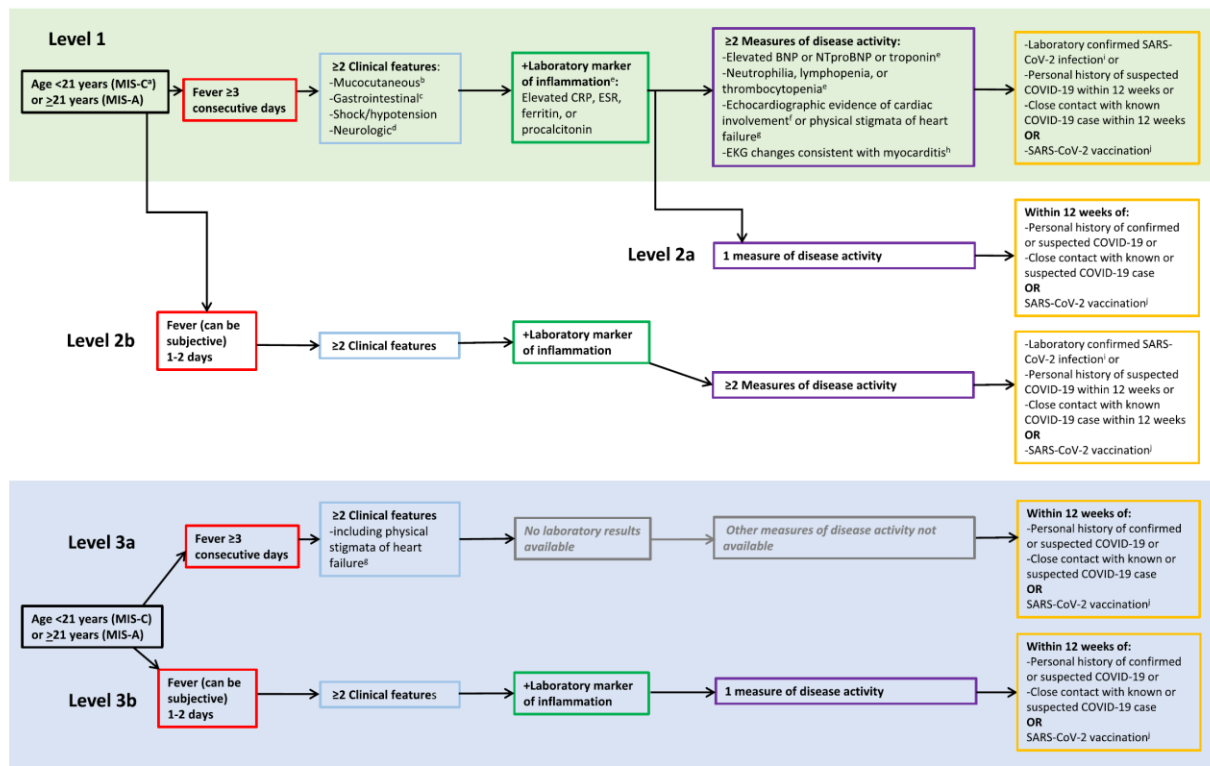 Level 1
Age <21 years (MIS-Cᵃ)
or ≥21 years (MIS-A)
Fever ≥3
consecutive days
≥2 Clinical features:
-Mucocutaneousᵇ
-Gastrointestinalᶜ
-Shock/hypotension
-Neurologicᵈ
+Laboratory marker
of inflammationᵉ:
Elevated CRP, ESR,
ferritin, or
procalcitonin
≥2 Measures of disease activity:
-Elevated BNP or NTproBNP or troponinᵉ
-Neutrophilia, lymphopenia, or
thrombocytopeniaᵉ
-Echocardiographic evidence of cardiac
involvementᶠ or physical stigmata of heart
failureᵍ
-EKG changes consistent with myocarditisʰ
-Laboratory confirmed SARS-
CoV-2 infectionⁱ or
-Personal history of suspected
COVID-19 within 12 weeks or
-Close contact with known
COVID-19 case within 12 weeks
OR
-SARS-CoV-2 vaccinationʲ
Level 2a
1 measure of disease activity
Within 12 weeks of:
-Personal history of confirmed
or suspected COVID-19 or
-Close contact with known or
suspected COVID-19 case
OR
SARS-CoV-2 vaccinationʲ
Level 2b
Fever (can be
subjective)
1-2 days
≥2 Clinical features
+Laboratory marker
of inflammation
≥2 Measures of disease activity
-Laboratory confirmed SARS-
CoV-2 infectionⁱ or
-Personal history of suspected
COVID-19 within 12 weeks or
-Close contact with known
COVID-19 case within 12 weeks
OR
-SARS-CoV-2 vaccinationʲ
Level 3a
Fever ≥3
consecutive days
≥2 Clinical features
-including physical
stigmata of heart
failureᵍ
No laboratory results
available
Other measures of disease activity not
available
Within 12 weeks of:
-Personal history of confirmed
or suspected COVID-19 or
-Close contact with known or
suspected COVID-19 case
OR
SARS-CoV-2 vaccinationʲ
Age <21 years (MIS-C)
or ≥21 years (MIS-A)
Level 3b
Fever (can be
subjective)
1-2 days
≥2 Clinical features
+Laboratory marker
of inflammation
1 measure of disease activity
Within 12 weeks of:
-Personal history of confirmed
or suspected COVID-19 or
-Close contact with known or
suspected COVID-19 case
OR
SARS-CoV-2 vaccinationʲ